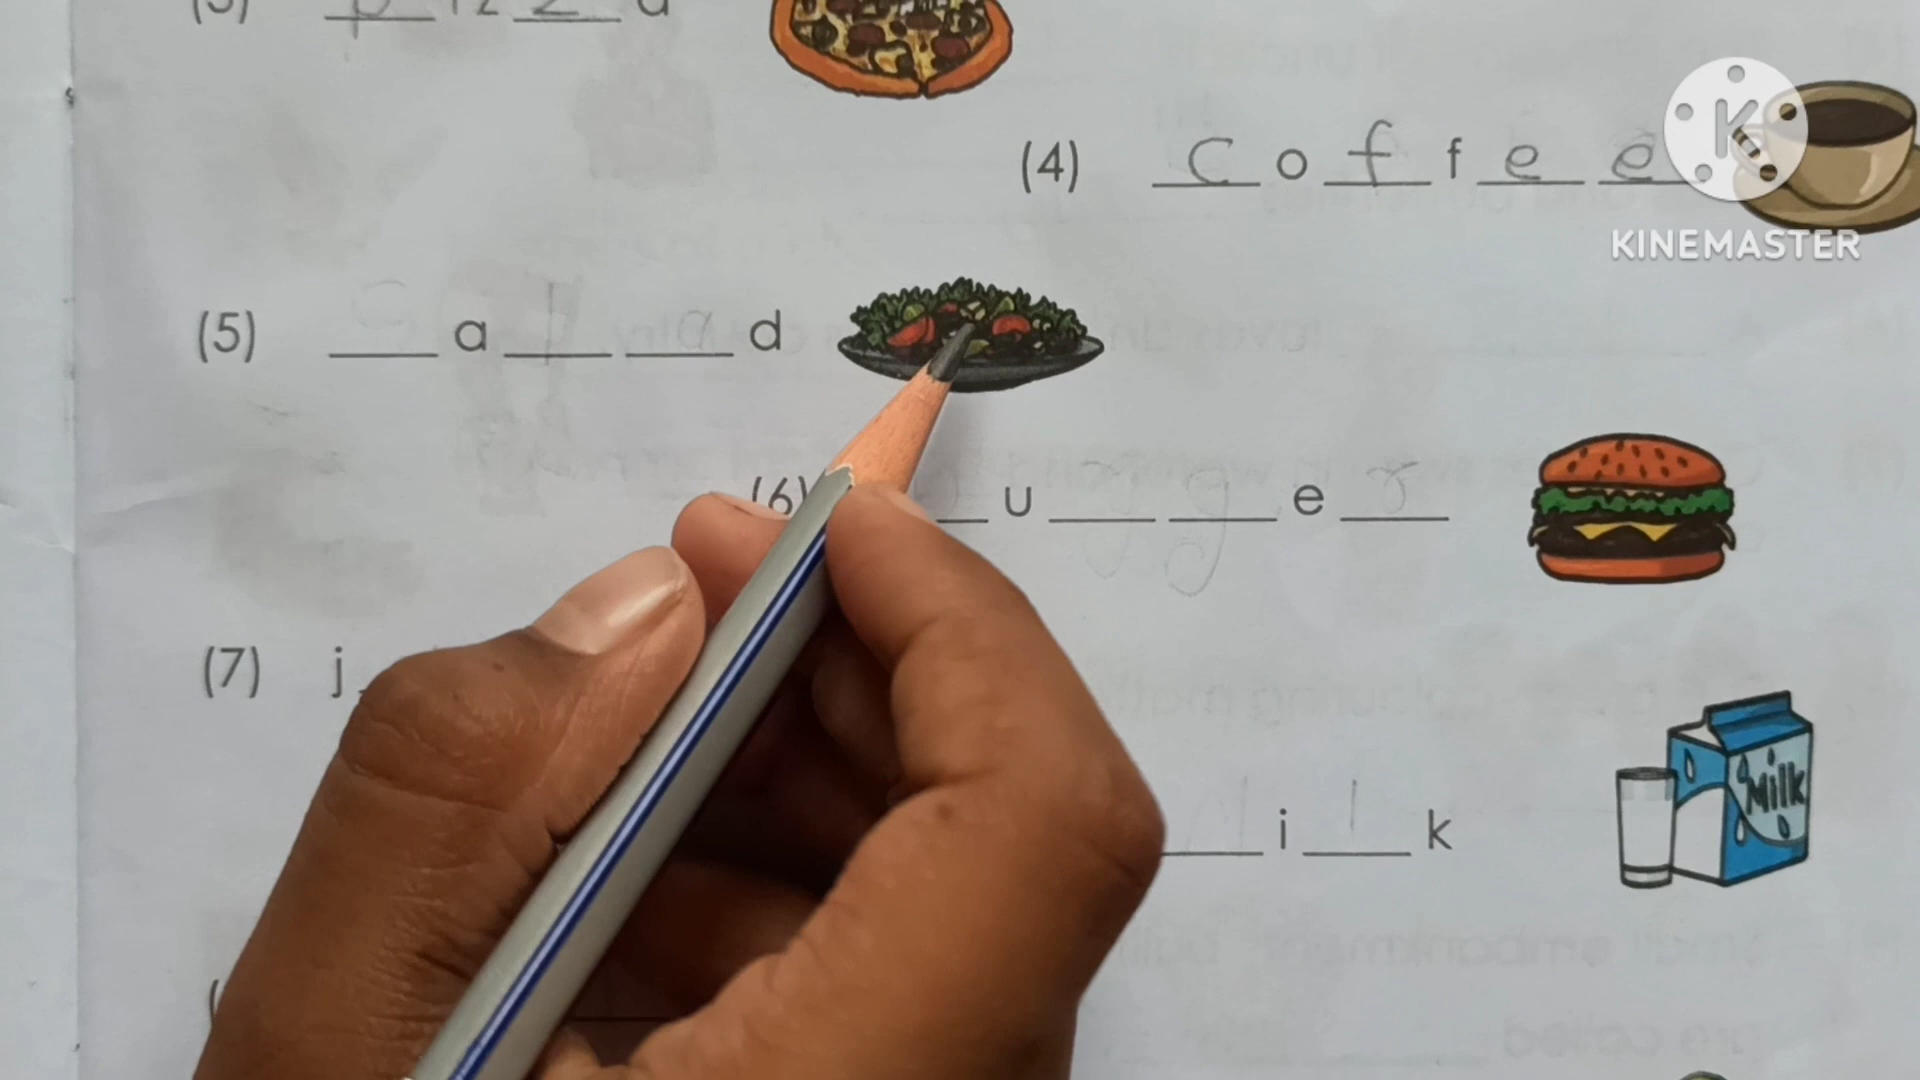 p i z z a
(4) c o f f e e
KINEMASTER
(5) _ a l a d
(6) _ u g g e r
(7) j
i l k
Milk